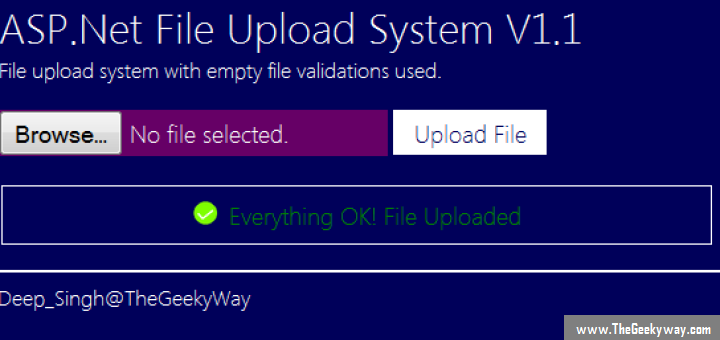 ASP.Net File Upload System V1.1
File upload system with empty file validations used.
Browse... No file selected. Upload File
Everything OK! File Uploaded
Deep_Singh@TheGeekyWay
www.TheGeekyway.com